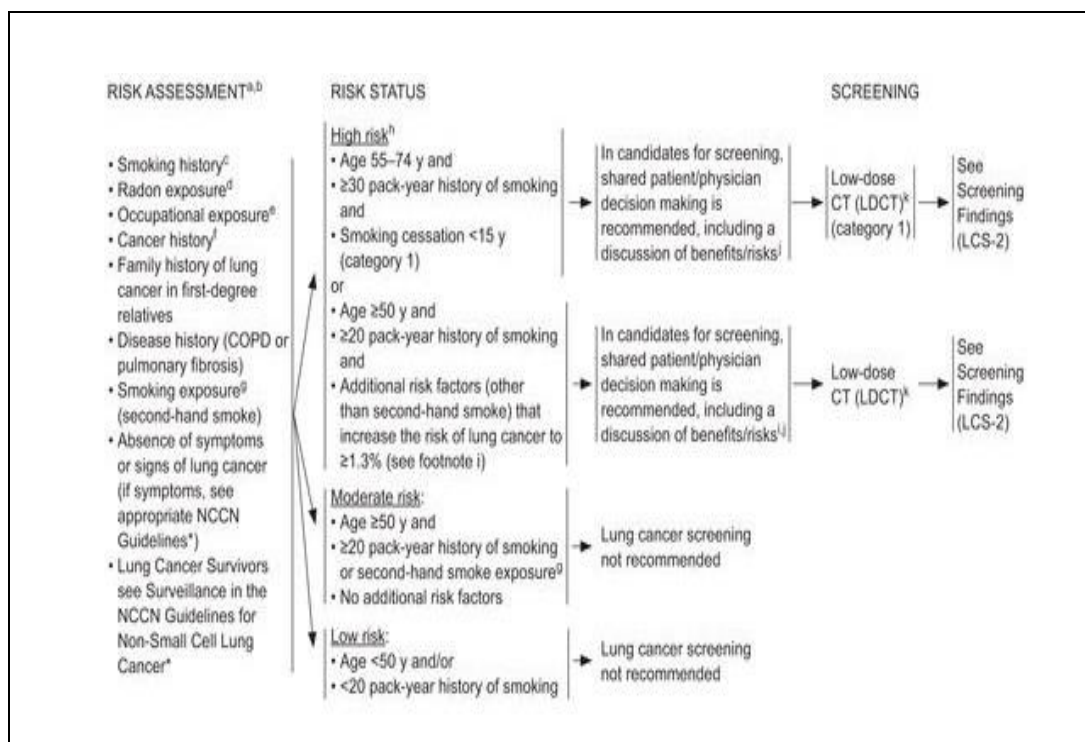 RISK ASSESSMENTa,b
• Smoking historyc
• Radon exposured
• Occupational exposuree
• Cancer historyf
• Family history of lung
cancer in first-degree
relatives
• Disease history (COPD or
pulmonary fibrosis)
• Smoking exposureg
(second-hand smoke)
• Absence of symptoms
or signs of lung cancer
(if symptoms, see
appropriate NCCN
Guidelines*)
• Lung Cancer Survivors
see Surveillance in the
NCCN Guidelines for
Non-Small Cell Lung
Cancer*
RISK STATUS
High riskh
• Age 55–74 y and
• ≥30 pack-year history of smoking
and
• Smoking cessation <15 y
(category 1)
or
• Age ≥50 y and
• ≥20 pack-year history of smoking
and
• Additional risk factors (other
than second-hand smoke) that
increase the risk of lung cancer to
≥1.3% (see footnote i)
Moderate risk:
• Age ≥50 y and
• ≥20 pack-year history of smoking
or second-hand smoke exposureg
• No additional risk factors
Low risk:
• Age <50 y and/or
• <20 pack-year history of smoking
In candidates for screening,
shared patient/physician
decision making is
recommended, including a
discussion of benefits/risksj
In candidates for screening,
shared patient/physician
decision making is
recommended, including a
discussion of benefits/risksi,j
Lung cancer screening
not recommended
Lung cancer screening
not recommended
SCREENING
Low-dose
CT (LDCT)k
(category 1)
See
Screening
Findings
(LCS-2)
Low-dose
CT (LDCT)k
See
Screening
Findings
(LCS-2)